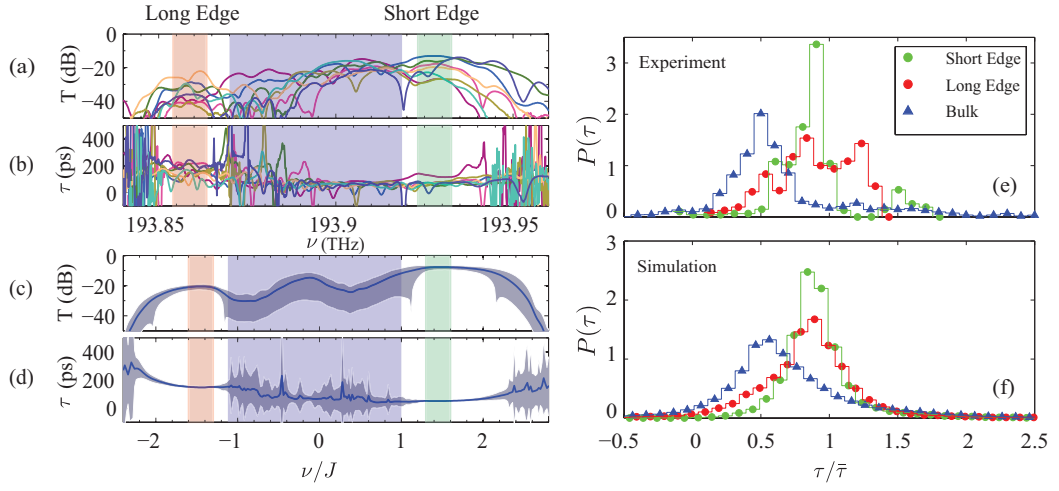 Long Edge Short Edge
(a)
T (dB)
0
−20
−40
(b)
τ (ps)
400
200
0
193.85 193.9 193.95
ν (THz)
(c)
T (dB)
0
−20
−40
(d)
τ (ps)
400
200
0
−2 −1 0 1 2
ν/J
Experiment
Short Edge
Long Edge
Bulk
P(τ)
3
2
1
0
(e)
Simulation
P(τ)
3
2
1
0
(f)
−0.5 0 0.5 1 1.5 2 2.5
τ/τ̄